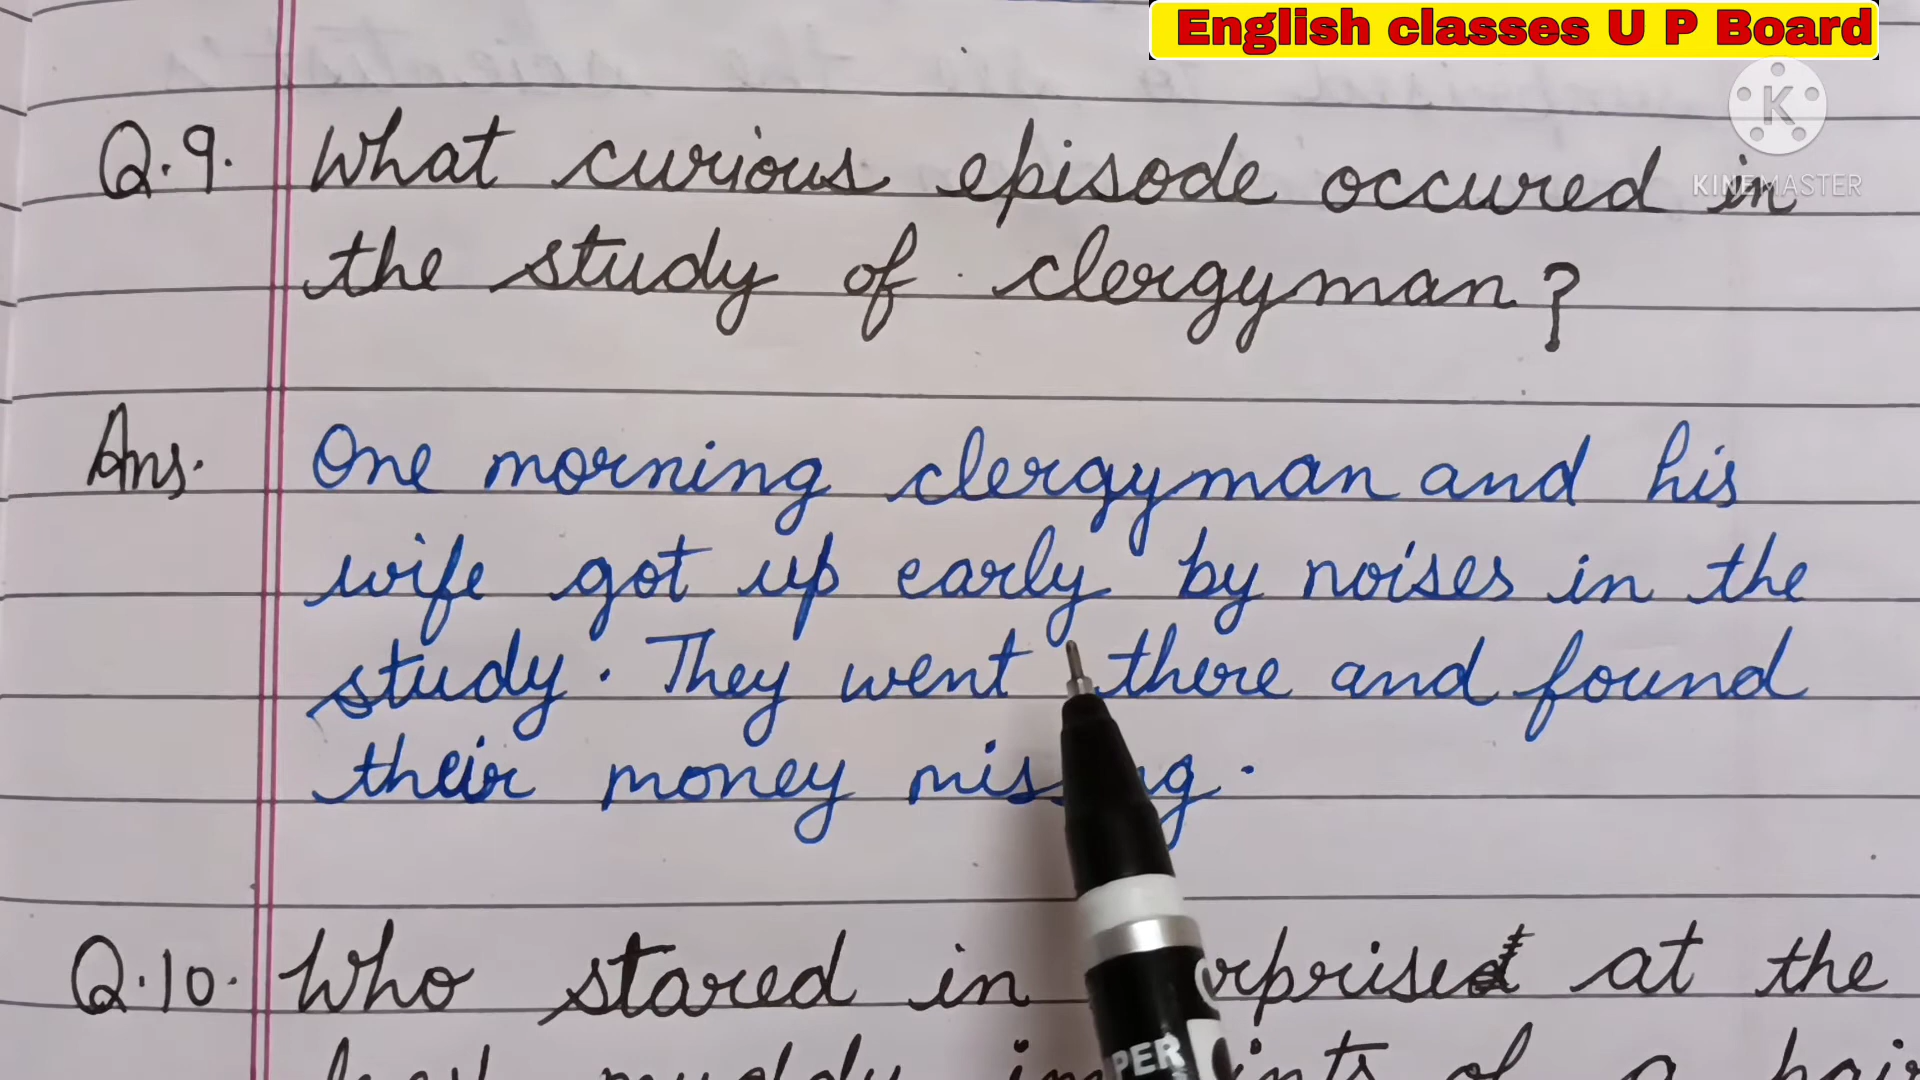 English classes U P Board
KINEMASTER
Q.9. What curious episode occured in
the study of clergyman?
Ans. One morning clergyman and his
wife got up early by noises in the
study. They went there and found
their money
Q.10. Who stared in at the
of a
PER